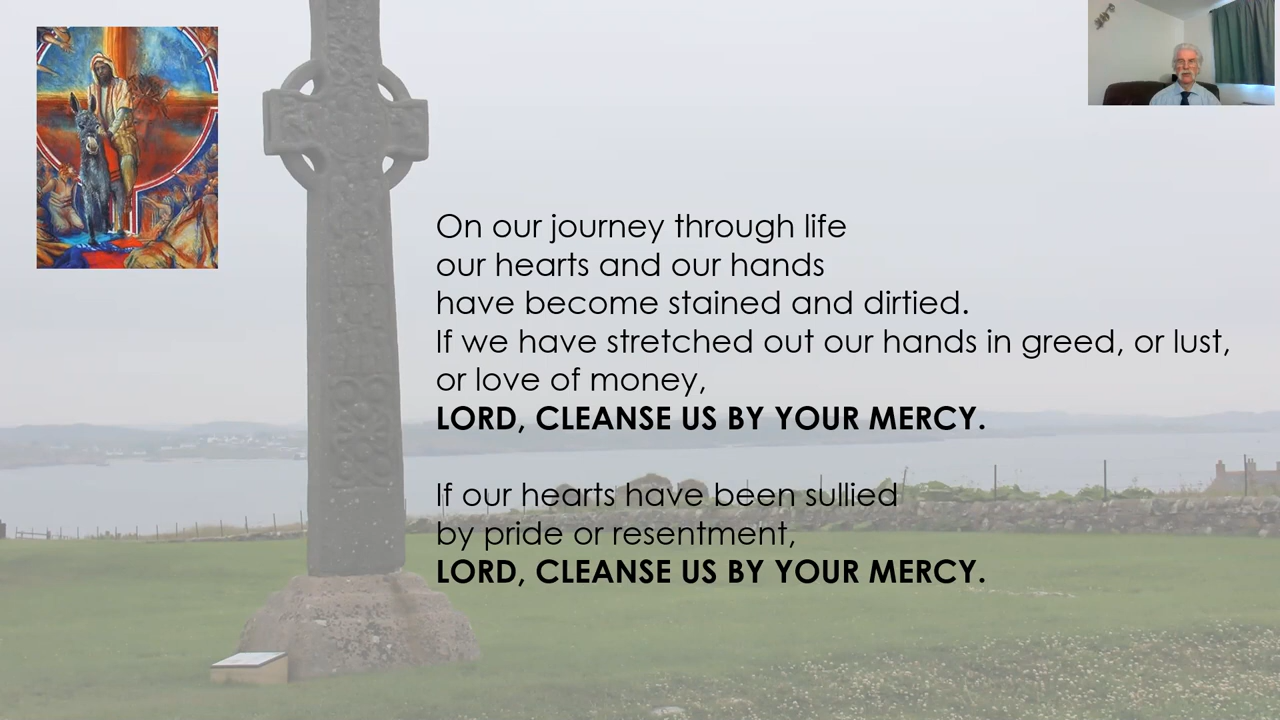 On our journey through life
our hearts and our hands
have become stained and dirtied.
If we have stretched out our hands in greed, or lust,
or love of money,
LORD, CLEANSE US BY YOUR MERCY.
If our hearts have been sullied
by pride or resentment,
LORD, CLEANSE US BY YOUR MERCY.